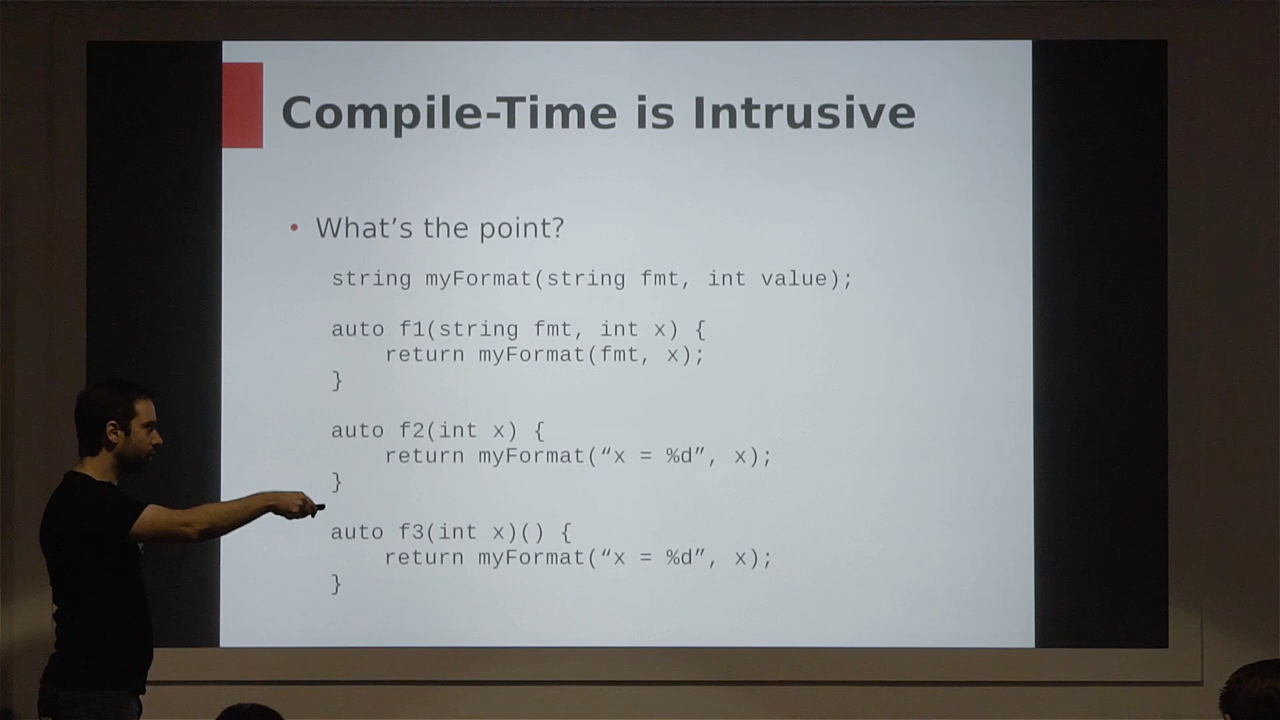 Compile-Time is Intrusive
• What’s the point?
string myFormat(string fmt, int value);
auto f1(string fmt, int x) {
return myFormat(fmt, x);
}
auto f2(int x) {
return myFormat(“x = %d”, x);
}
auto f3(int x)() {
return myFormat(“x = %d”, x);
}